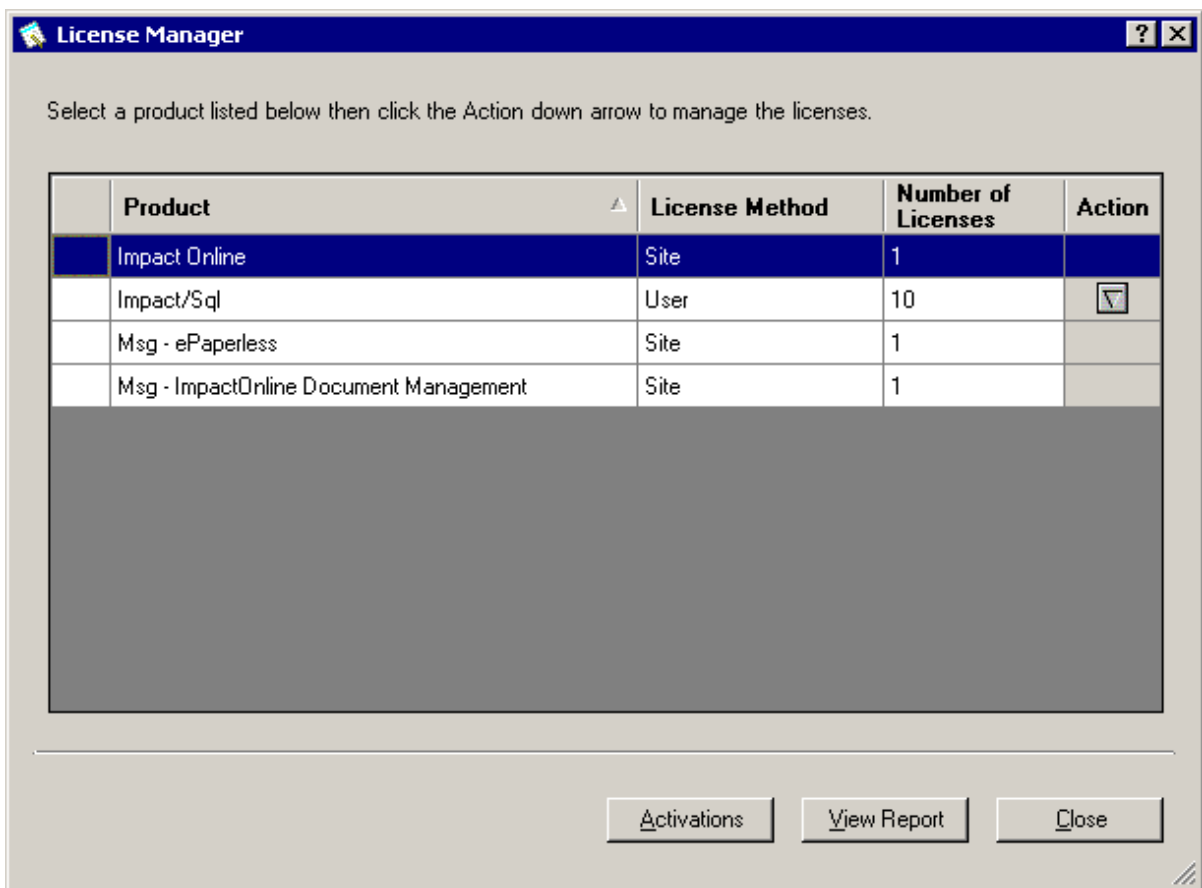 License Manager
Select a product listed below then click the Action down arrow to manage the licenses.
Product License Method Number of Licenses Action
Impact Online Site 1
Impact/Sql User 10
Msg - ePaperless Site 1
Msg - ImpactOnline Document Management Site 1
Activations View Report Close